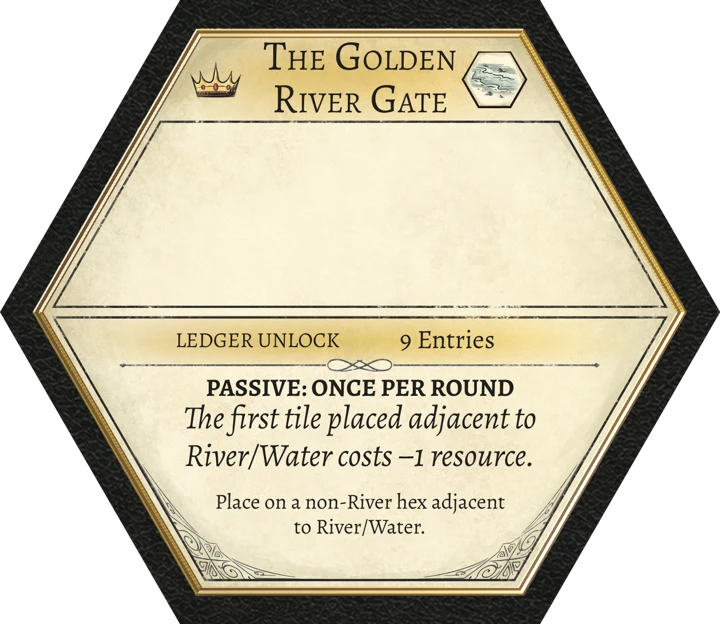 The Golden
River Gate
LEDGER UNLOCK 9 Entries
PASSIVE: ONCE PER ROUND
The first tile placed adjacent to
River/Water costs –1 resource.
Place on a non-River hex adjacent
to River/Water.